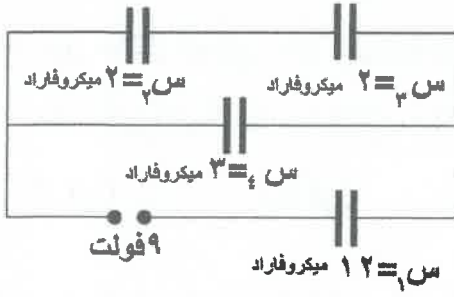 س٢=٢ ميكروفاراد
س٣=٢ ميكروفاراد
س٤=٣ ميكروفاراد
٩ فولت
س١=١٢ ميكروفاراد